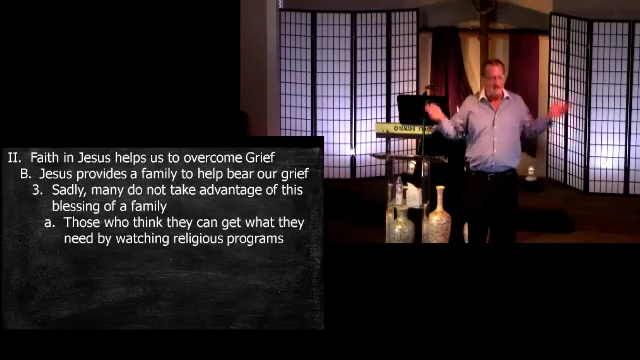 II. Faith in Jesus helps us to overcome Grief
B. Jesus provides a family to help bear our grief
3. Sadly, many do not take advantage of this
blessing of a family
a. Those who think they can get what they
need by watching religious programs
YAMAHA